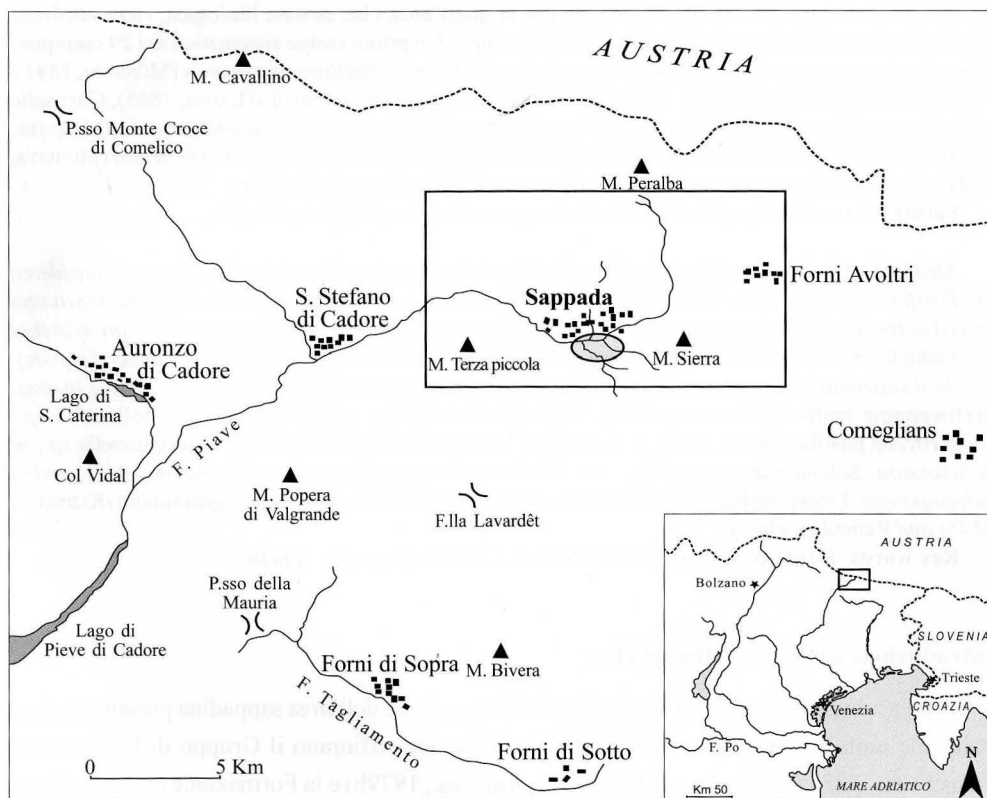 AUSTRIA
M. Cavallino
P.sso Monte Croce
di Comelico
M. Peralba
Forni Avoltri
S. Stefano
di Cadore
Sappada
Auronzo
di Cadore
M. Terza piccola
M. Sierra
Lago di
S. Caterina
Comeglians
F. Piave
Col Vidal
M. Popera
di Valgrande
F.lla Lavardêt
P.sso della
Mauria
Lago di
Pieve di Cadore
Forni di Sopra
M. Bivera
F. Tagliamento
Forni di Sotto
0 5 Km
AUSTRIA
Bolzano
SLOVENIA
Trieste
CROAZIA
Venezia
F. Po
N
MARE ADRIATICO
Km 50